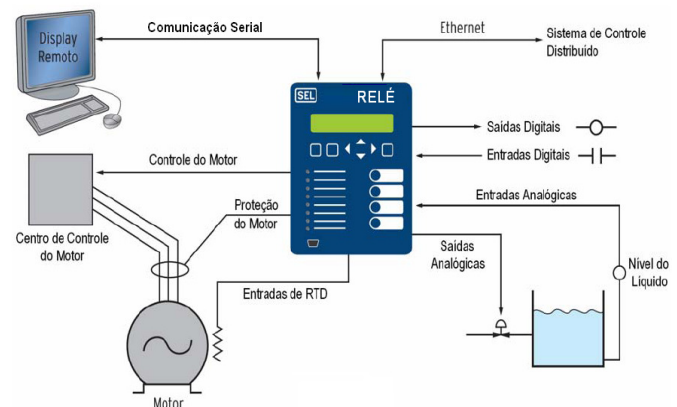 Display
Remoto
Comunicação Serial
Ethernet
Sistema de Controle
Distribuído
SEL
RELÉ
Saídas Digitais
Entradas Digitais
Controle do Motor
Entradas Analógicas
Proteção
do Motor
Centro de Controle
do Motor
Saídas
Analógicas
Nível do
Líquido
Entradas de RTD
Motor